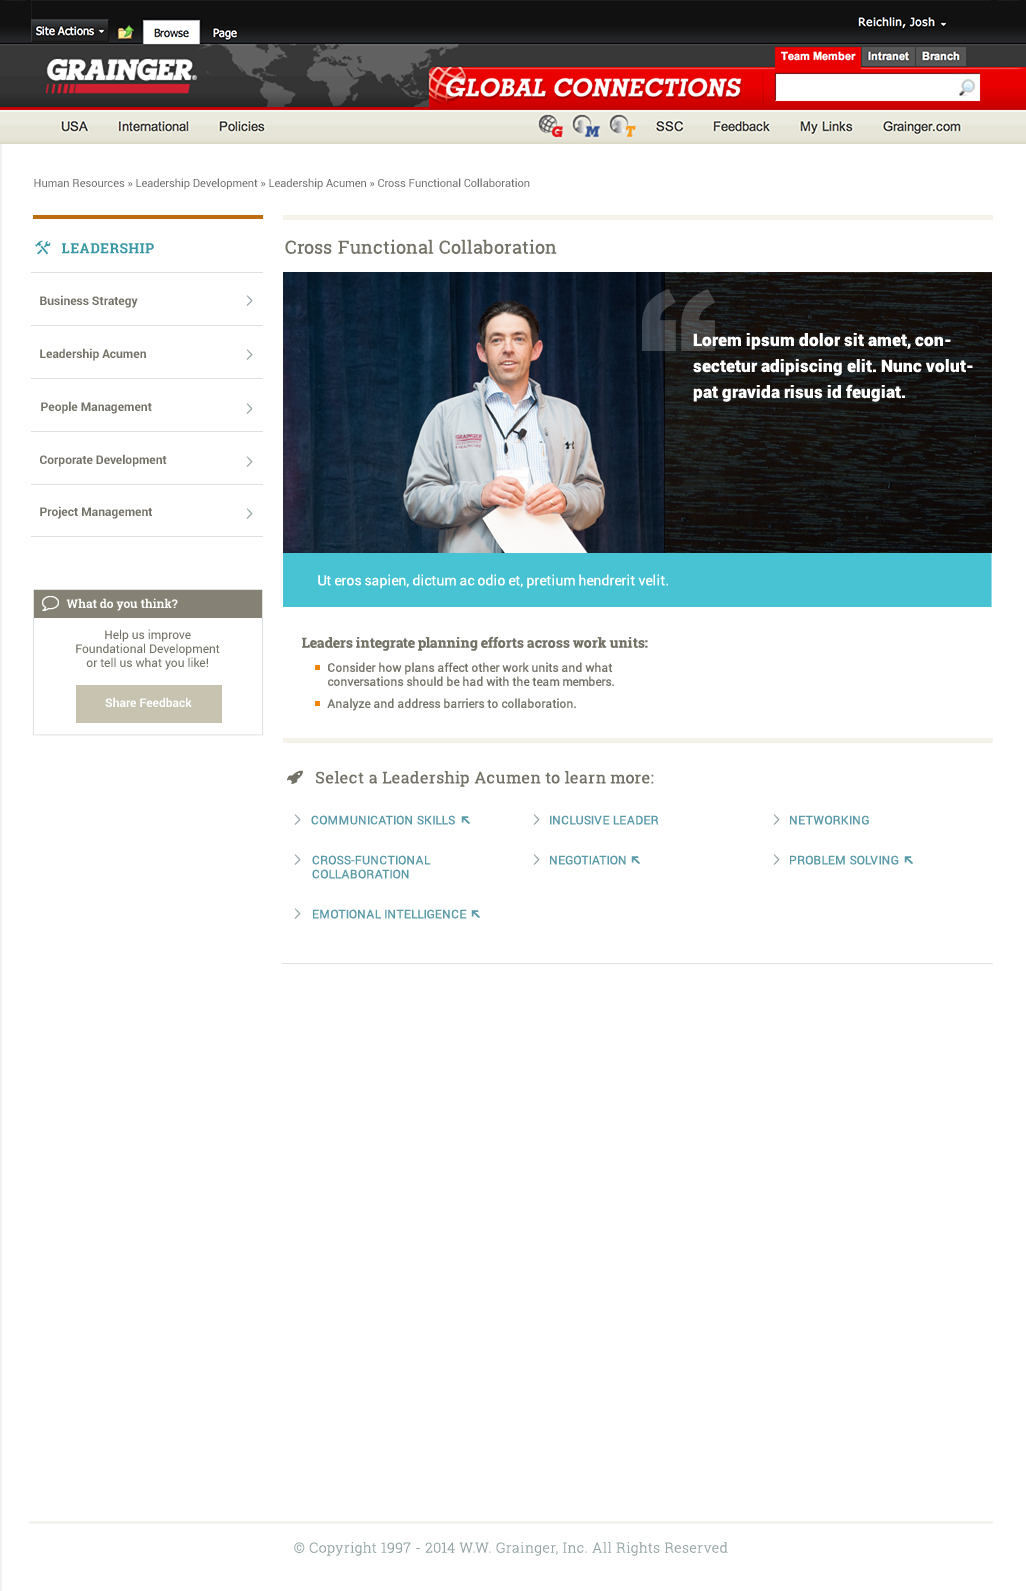 Site Actions
Browse
Page
Reichlin, Josh
GRAINGER®
GLOBAL CONNECTIONS
Team Member
Intranet
Branch
USA
International
Policies
G
M
T
SSC
Feedback
My Links
Grainger.com
Human Resources » Leadership Development » Leadership Acumen » Cross Functional Collaboration
LEADERSHIP
Business Strategy
Leadership Acumen
People Management
Corporate Development
Project Management
What do you think?
Help us improve
Foundational Development
or tell us what you like!
Share Feedback
Cross Functional Collaboration
GRAINGER
“
Lorem ipsum dolor sit amet, con-
sectetur adipiscing elit. Nunc volut-
pat gravida risus id feugiat.
Ut eros sapien, dictum ac odio et, pretium hendrerit velit.
Leaders integrate planning efforts across work units:
Consider how plans affect other work units and what
conversations should be had with the team members.
Analyze and address barriers to collaboration.
Select a Leadership Acumen to learn more:
COMMUNICATION SKILLS
INCLUSIVE LEADER
NETWORKING
CROSS-FUNCTIONAL
COLLABORATION
NEGOTIATION
PROBLEM SOLVING
EMOTIONAL INTELLIGENCE
© Copyright 1997 - 2014 W.W. Grainger, Inc. All Rights Reserved